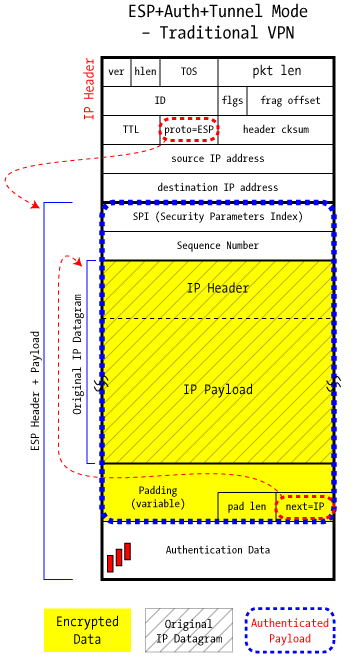 ESP+Auth+Tunnel Mode
– Traditional VPN
IP Header
ver hlen TOS pkt len
ID flgs frag offset
TTL proto=ESP header cksum
source IP address
destination IP address
SPI (Security Parameters Index)
Sequence Number
ESP Header + Payload
Original IP Datagram
IP Header
IP Payload
Padding
(variable)
pad len next=IP
Authentication Data
Encrypted
Data
Original
IP Datagram
Authenticated
Payload